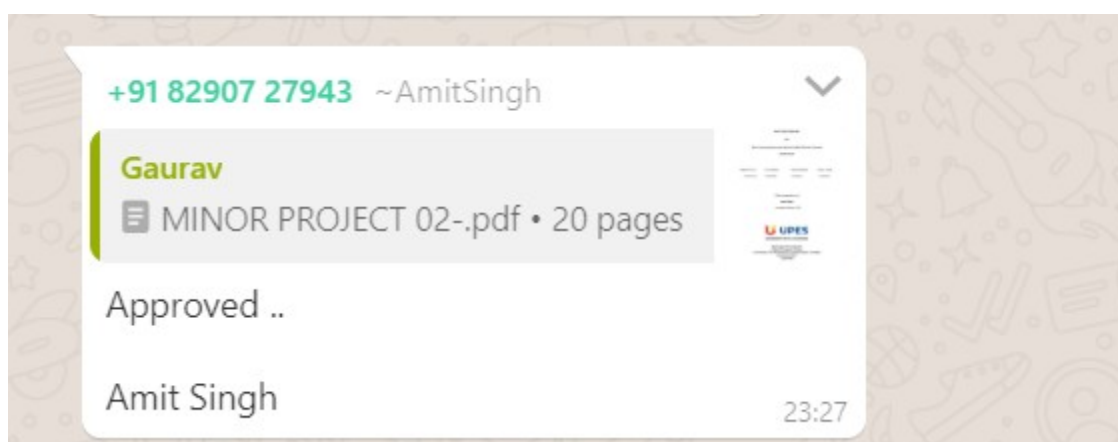 +91 82907 27943 ~AmitSingh
Gaurav
MINOR PROJECT 02-.pdf • 20 pages
UPES
Approved ..
Amit Singh
23:27